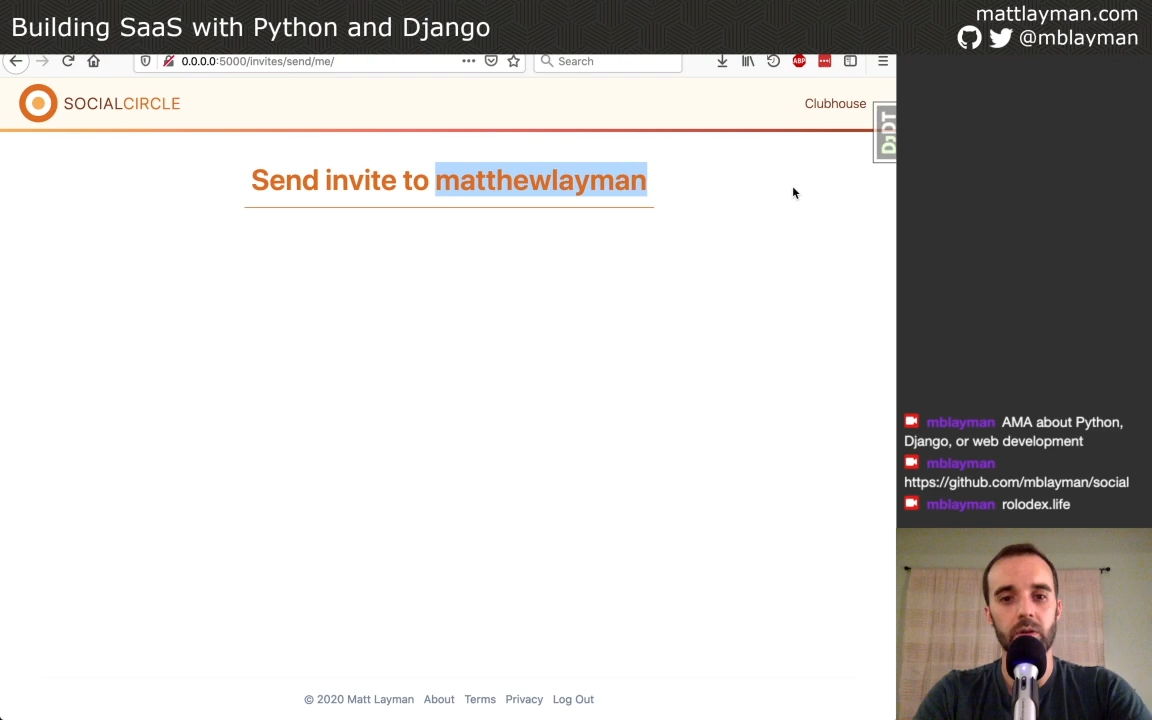 Building SaaS with Python and Django
mattlayman.com
@mblayman
0.0.0.0:5000/invites/send/me/
Search
ABP
SOCIALCIRCLE
Clubhouse
DjDT
Send invite to matthewlayman
mblayman AMA about Python,
Django, or web development
mblayman
https://github.com/mblayman/social
mblayman rolodex.life
© 2020 Matt Layman About Terms Privacy Log Out